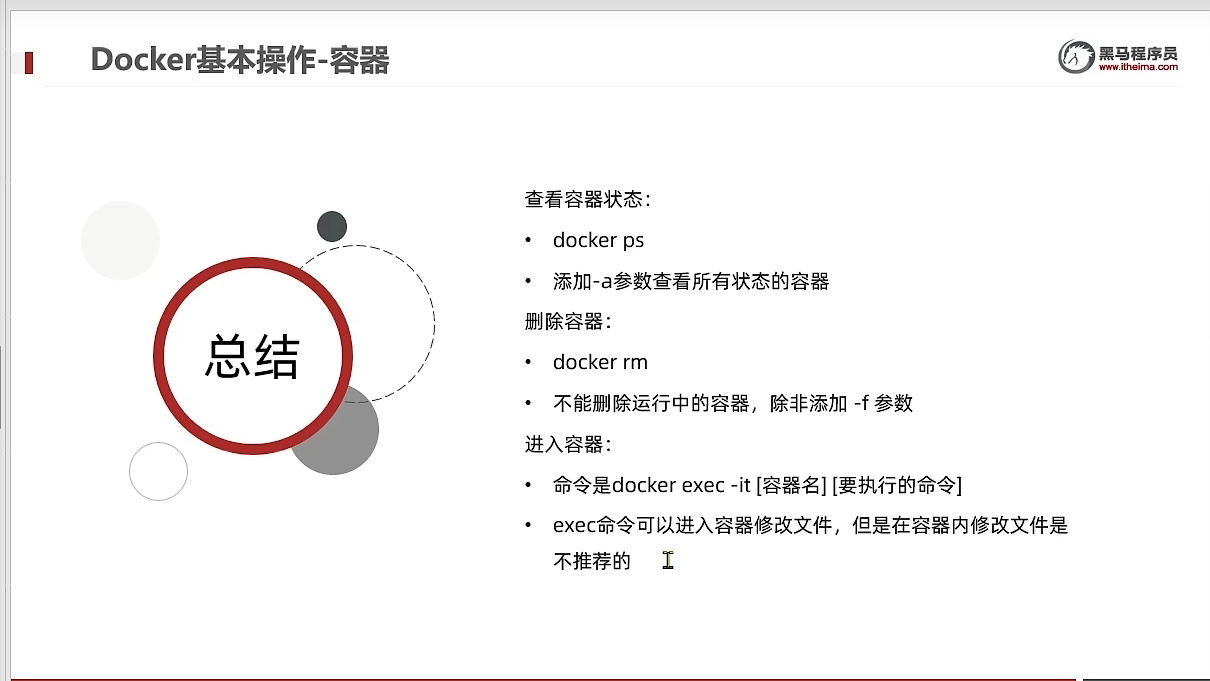 Docker基本操作-容器
黑马程序员
www.itheima.com
总结
查看容器状态：
• docker ps
• 添加-a参数查看所有状态的容器
删除容器：
• docker rm
• 不能删除运行中的容器，除非添加 -f 参数
进入容器：
• 命令是docker exec -it [容器名] [要执行的命令]
• exec命令可以进入容器修改文件，但是在容器内修改文件是
不推荐的